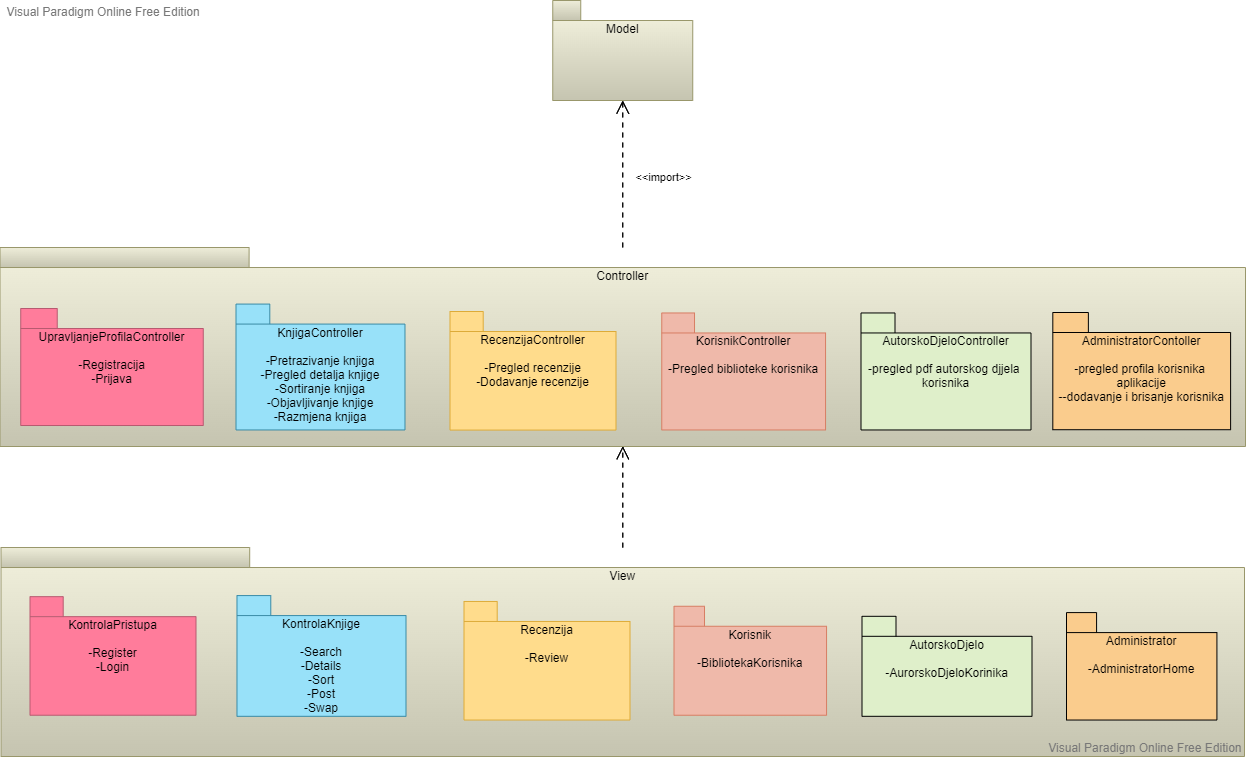 Visual Paradigm Online Free Edition
Model
<<import>>
Controller
UpravljanjeProfilaController
-Registracija
-Prijava
KnjigaController
-Pretrazivanje knjiga
-Pregled detalja knjige
-Sortiranje knjiga
-Objavljivanje knjige
-Razmjena knjiga
RecenzijaController
-Pregled recenzije
-Dodavanje recenzije
KorisnikController
-Pregled biblioteke korisnika
AutorskoDjeloController
-pregled pdf autorskog djjela
korisnika
AdministratorContoller
-pregled profila korisnika
aplikacije
--dodavanje i brisanje korisnika
View
KontrolaPristupa
-Register
-Login
KontrolaKnjige
-Search
-Details
-Sort
-Post
-Swap
Recenzija
-Review
Korisnik
-BibliotekaKorisnika
AutorskoDjelo
-AurorskoDjeloKorinika
Administrator
-AdministratorHome
Visual Paradigm Online Free Edition